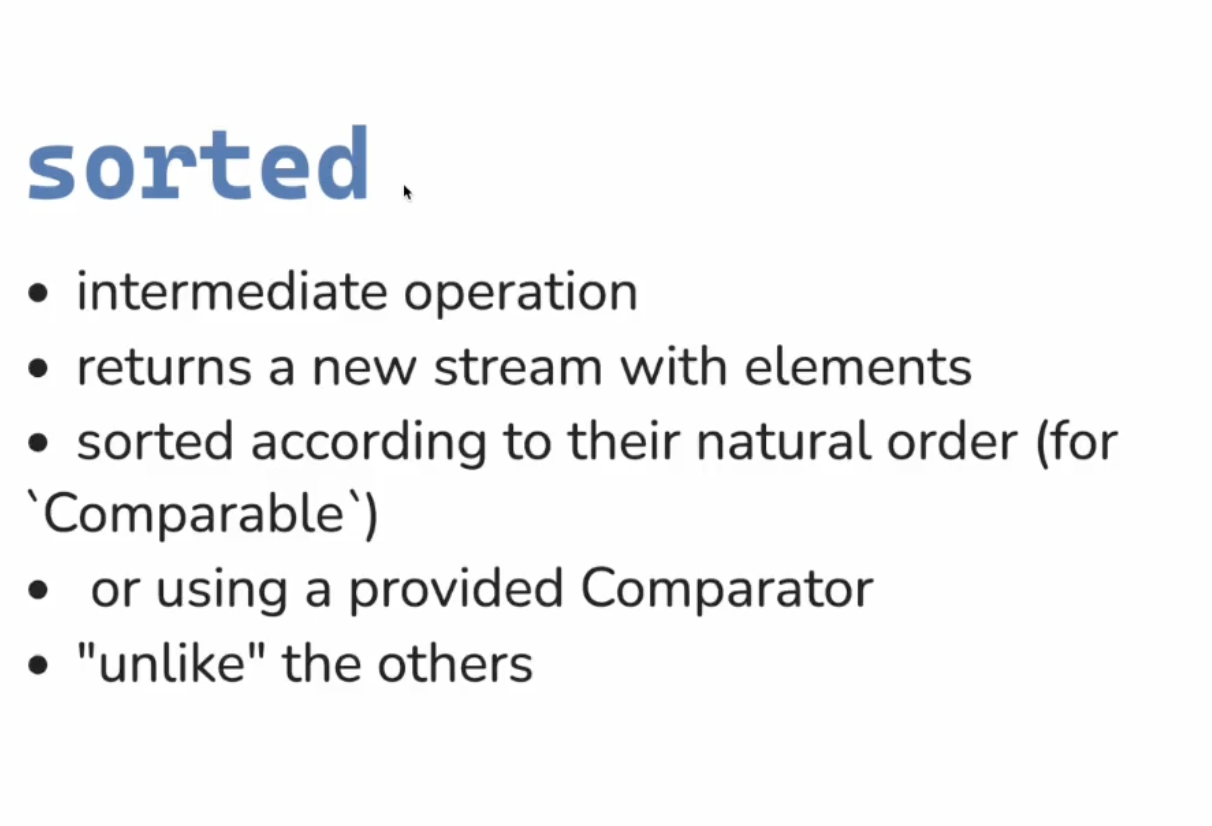 sorted
• intermediate operation
• returns a new stream with elements
• sorted according to their natural order (for
`Comparable`)
• or using a provided Comparator
• "unlike" the others